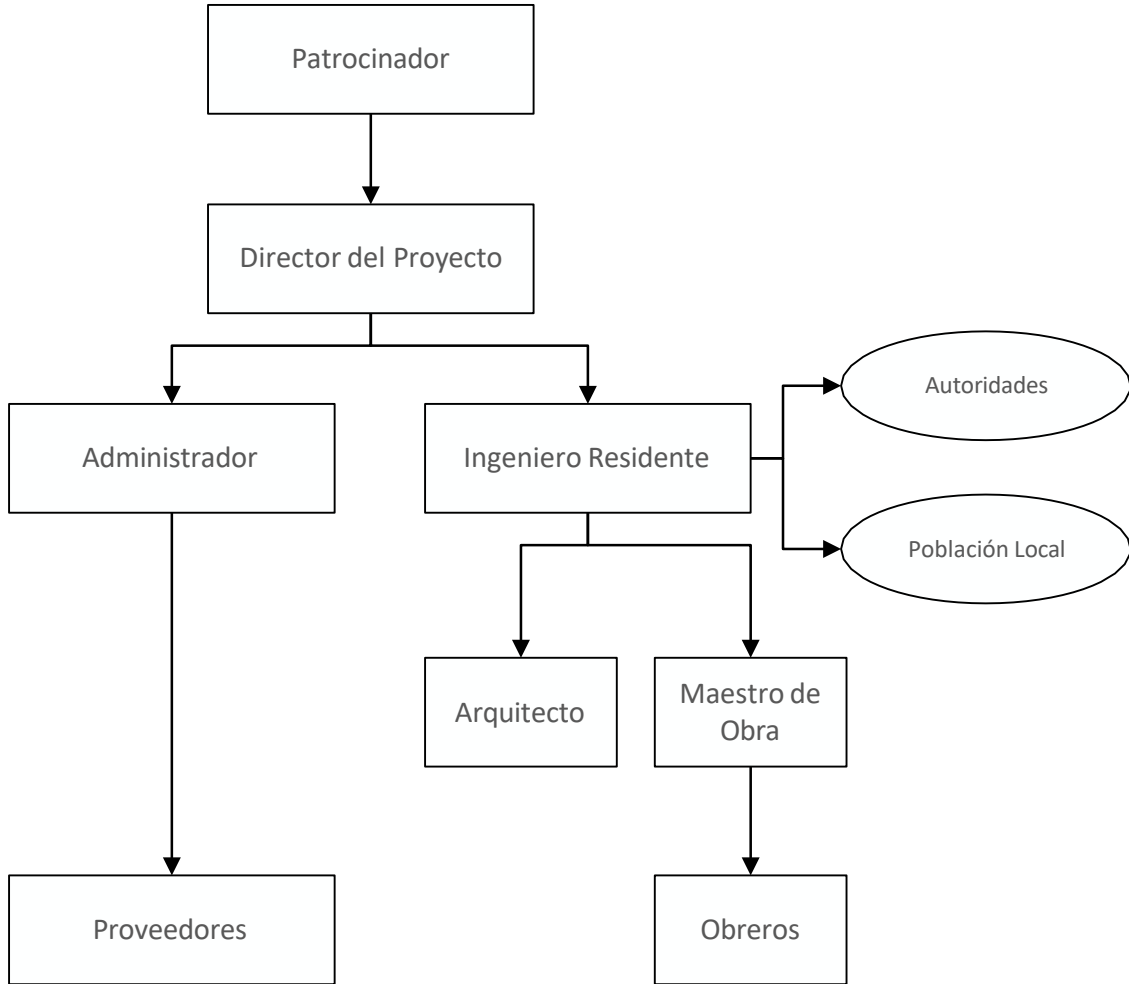 Patrocinador
Director del Proyecto
Autoridades
Administrador
Ingeniero Residente
Población Local
Arquitecto
Maestro de
Obra
Proveedores
Obreros